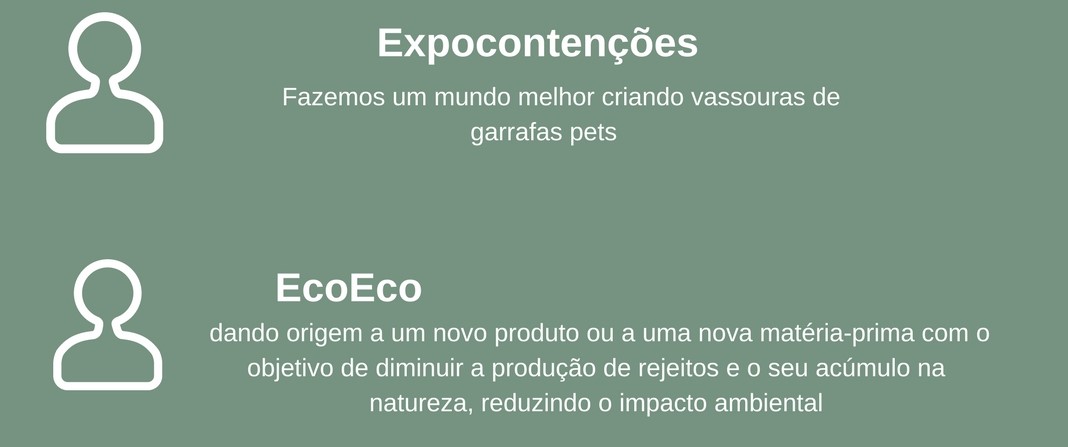 Expocontenções
Fazemos um mundo melhor criando vassouras de
garrafas pets
EcoEco
dando origem a um novo produto ou a uma nova matéria-prima com o
objetivo de diminuir a produção de rejeitos e o seu acúmulo na
natureza, reduzindo o impacto ambiental